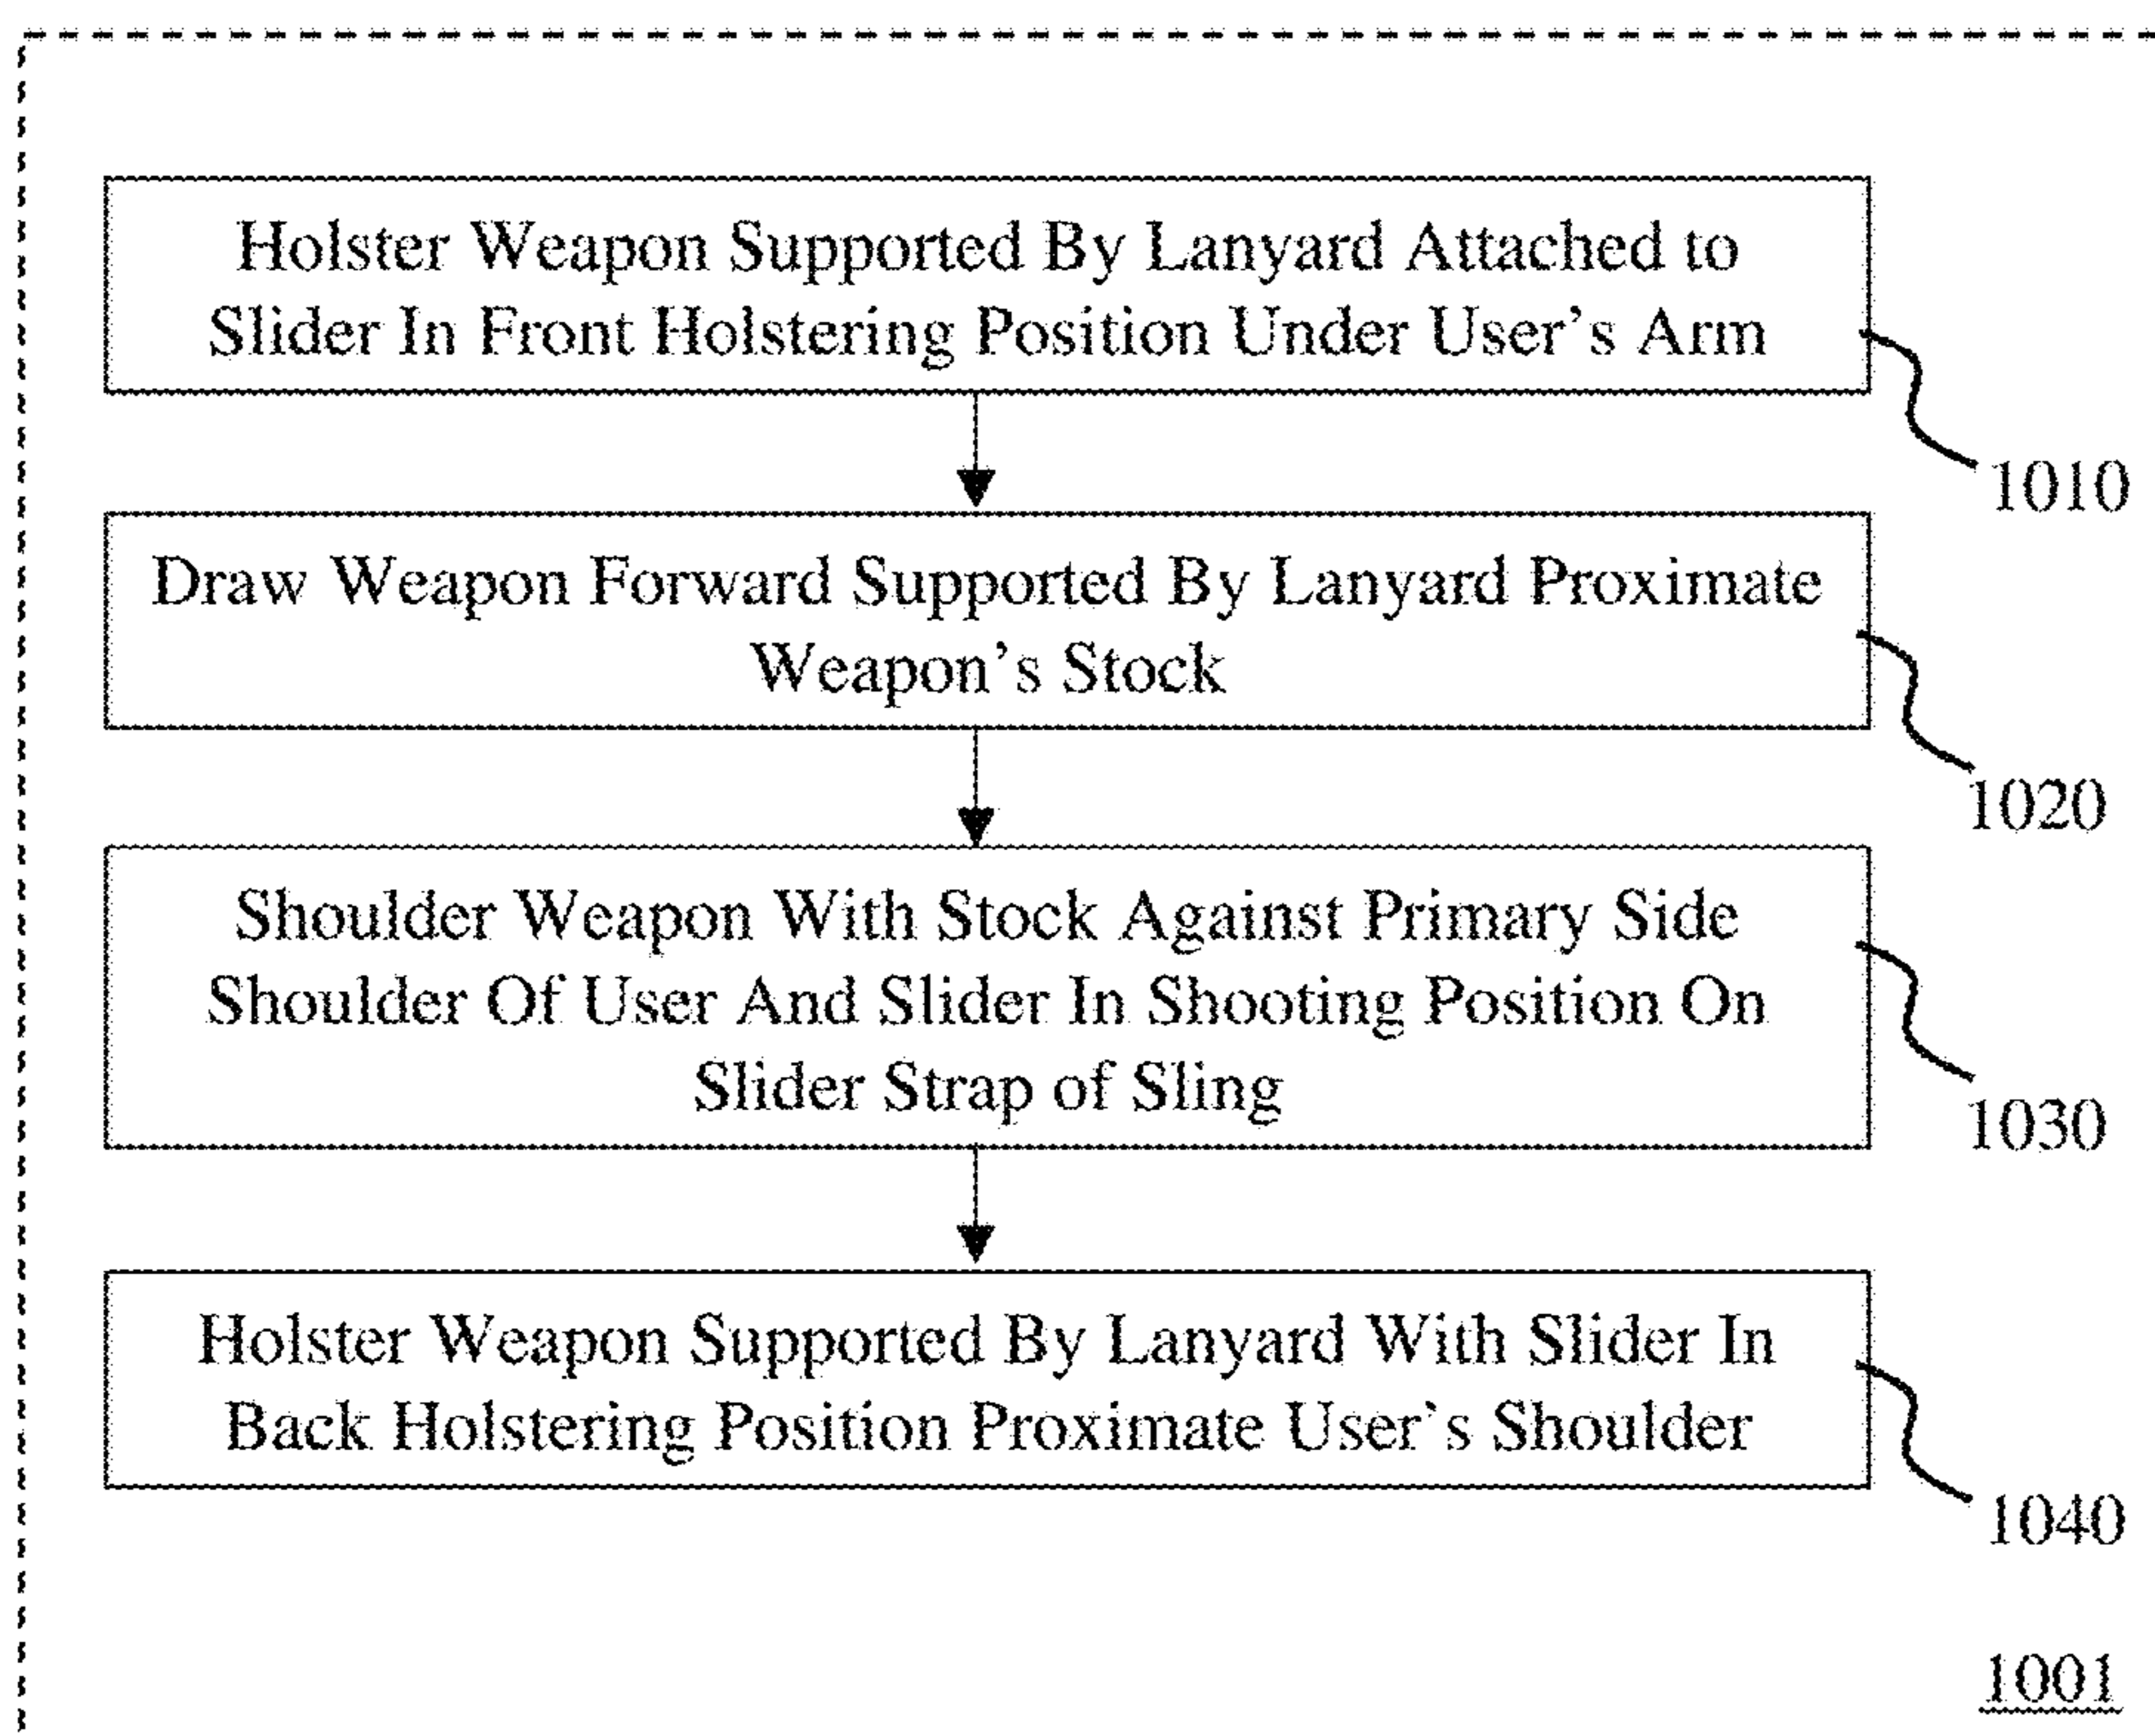 Holster Weapon Supported By Lanyard Attached to
Slider In Front Holstering Position Under User's Arm
1010
Draw Weapon Forward Supported By Lanyard Proximate
Weapon's Stock
1020
Shoulder Weapon With Stock Against Primary Side
Shoulder Of User And Slider In Shooting Position On
Slider Strap of Sling
1030
Holster Weapon Supported By Lanyard With Slider In
Back Holstering Position Proximate User's Shoulder
1040
1001